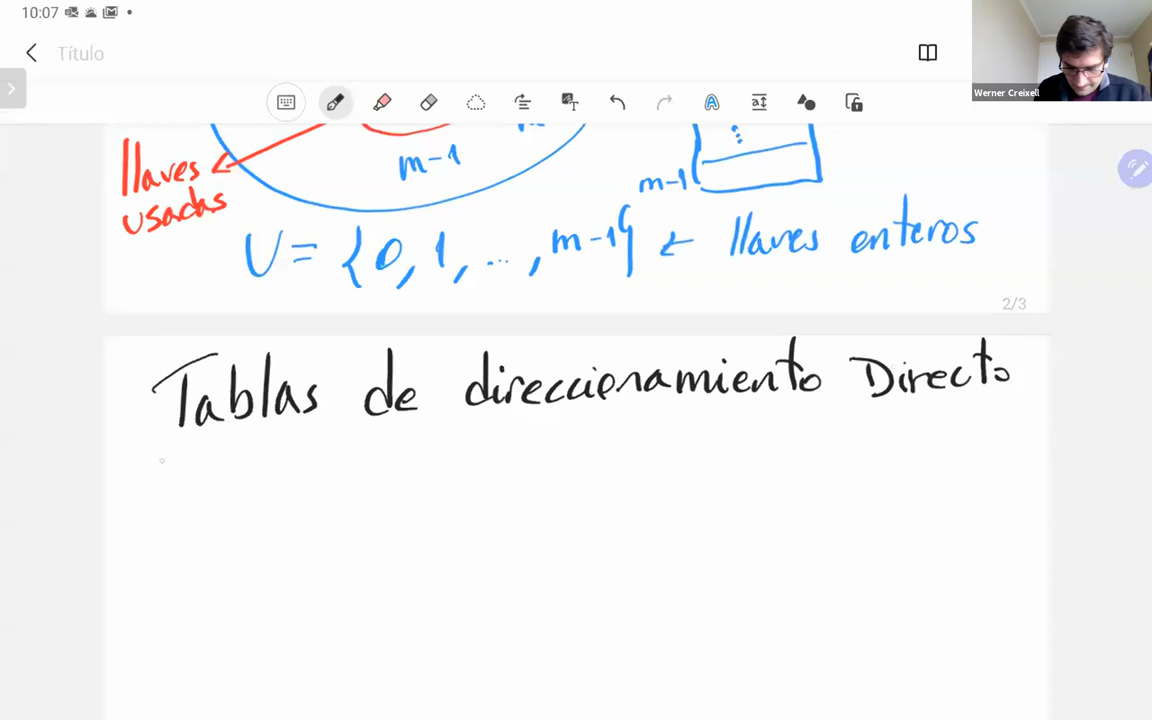 10:07
Título
Werner Creixell
m-1
llaves
usadas
m-1
U = {0, 1, ..., m-1} ← llaves enteros
2/3
Tablas de direccionamiento Directo